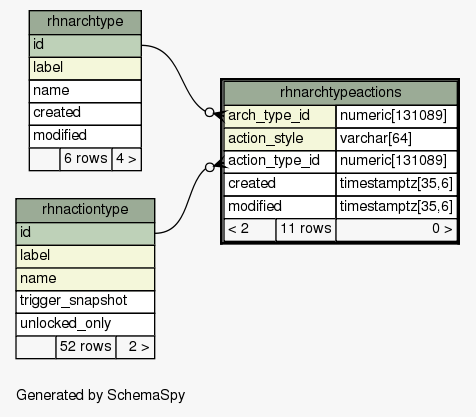 rhnarchtype
id
label
name
created
modified
6 rows 4 >
rhnarchtypeactions
arch_type_id numeric[131089]
action_style varchar[64]
action_type_id numeric[131089]
created timestamptz[35,6]
modified timestamptz[35,6]
< 2 11 rows 0 >
rhnactiontype
id
label
name
trigger_snapshot
unlocked_only
52 rows 2 >
Generated by SchemaSpy